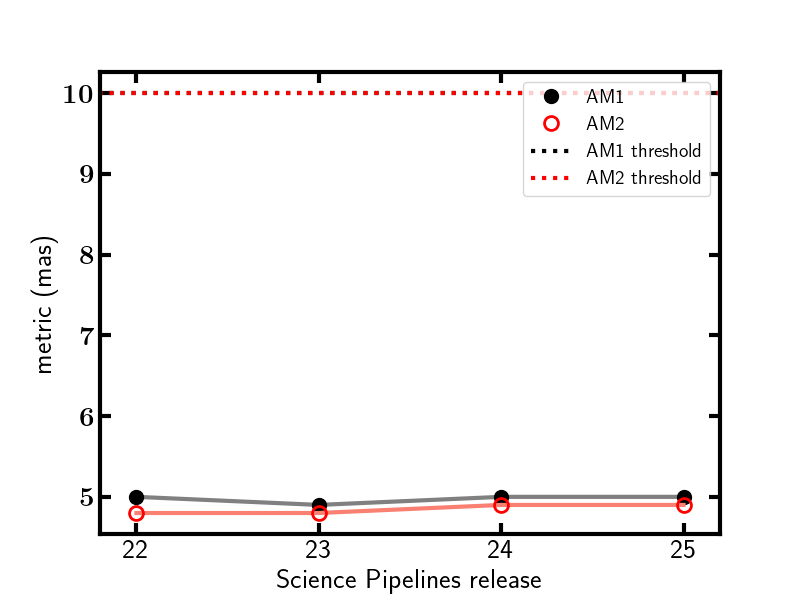 10
9
8
7
6
5
metric (mas)
AM1
AM2
AM1 threshold
AM2 threshold
22 23 24 25
Science Pipelines release